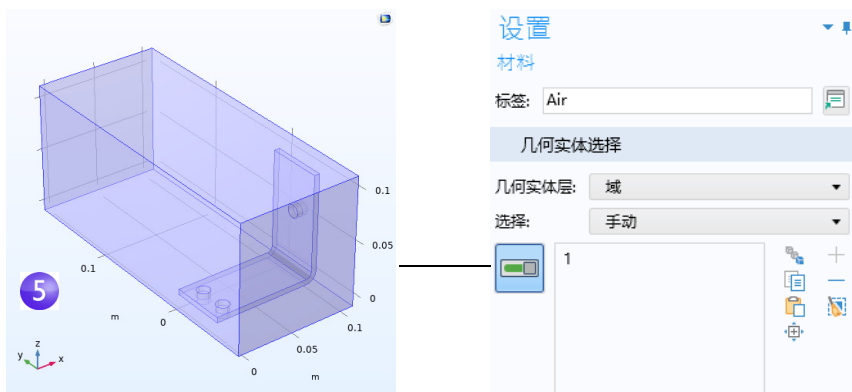 设置
材料
标签: Air
几何实体选择
几何实体层: 域
选择: 手动
1
0.1
0.05
0
0.1
0.05
0
m
0.1
m
0
5
z
y
x